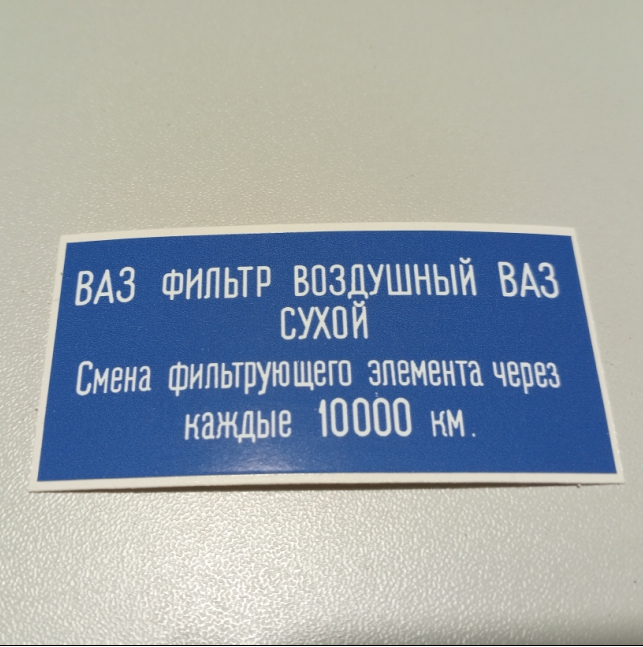 ВАЗ ФИЛЬТР ВОЗДУШНЫЙ ВАЗ
СУХОЙ
Смена фильтрующего элемента через
каждые 10000 км.